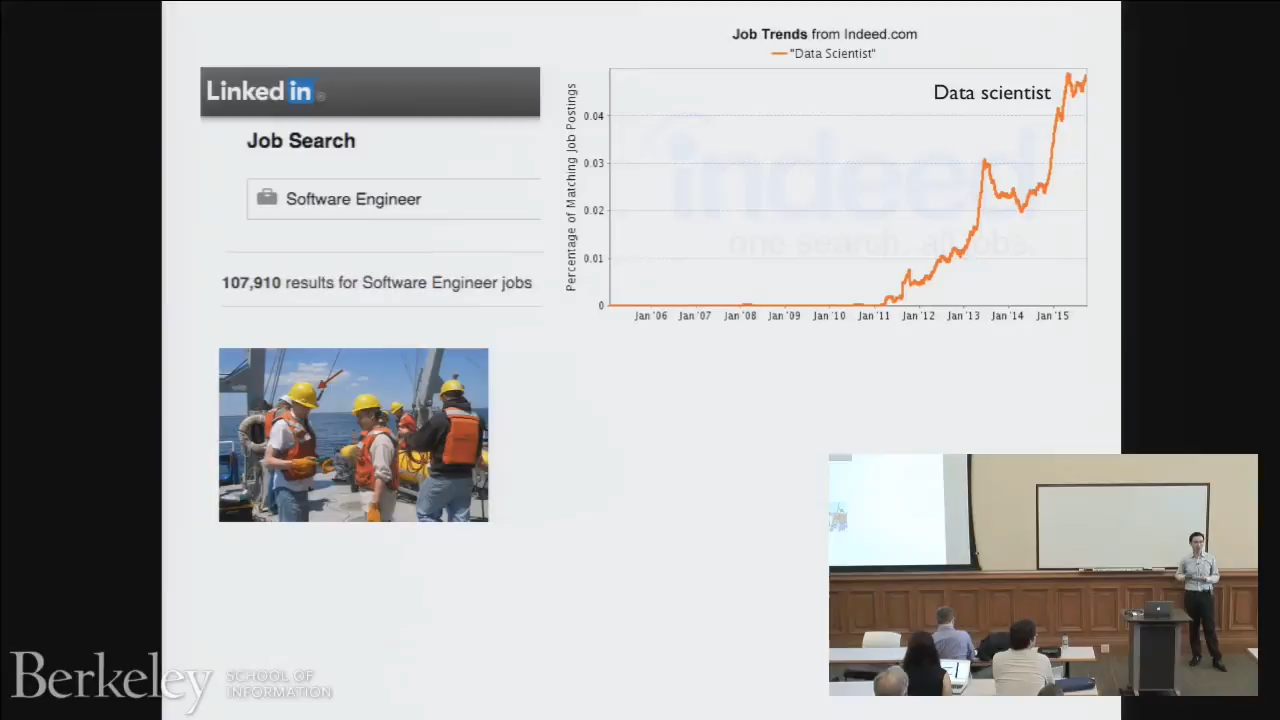 Linked in ®
Job Search
Software Engineer
107,910 results for Software Engineer jobs
Job Trends from Indeed.com
"Data Scientist"
Data scientist
Percentage of Matching Job Postings
0.04
0.03
0.02
0.01
0
Jan '06 Jan '07 Jan '08 Jan '09 Jan '10 Jan '11 Jan '12 Jan '13 Jan '14 Jan '15
indeed
one search. all jobs.
Berkeley
SCHOOL OF
INFORMATION